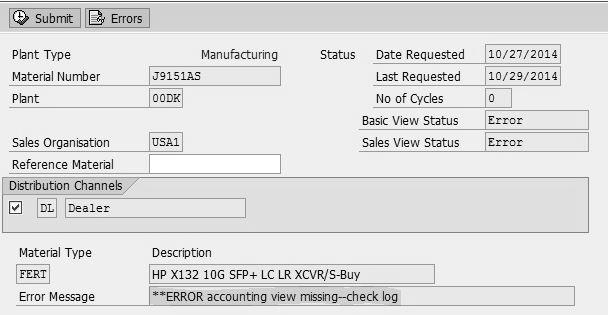 Submit Errors
Plant Type Manufacturing Status Date Requested 10/27/2014
Material Number J9151AS Last Requested 10/29/2014
Plant 00DK No of Cycles 0
Basic View Status Error
Sales Organisation USA1 Sales View Status Error
Reference Material
Distribution Channels
DL Dealer
Material Type Description
FERT HP X132 10G SFP+ LC LR XCVR/S-Buy
Error Message **ERROR accounting view missing--check log